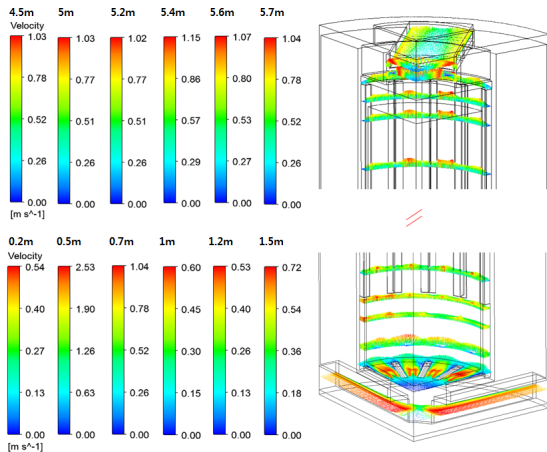 4.5m 5m 5.2m 5.4m 5.6m 5.7m
Velocity
1.03 1.03 1.02 1.15 1.07 1.04
0.78 0.77 0.77 0.86 0.80 0.78
0.52 0.52 0.51 0.57 0.53 0.52
0.26 0.26 0.26 0.29 0.27 0.26
0.00 0.00 0.00 0.00 0.00 0.00
[m s^-1]
0.2m 0.5m 0.7m 1m 1.2m 1.5m
Velocity
0.54 2.53 1.04 0.60 0.53 0.72
0.40 1.90 0.78 0.45 0.40 0.54
0.27 1.26 0.52 0.30 0.27 0.36
0.13 0.63 0.26 0.15 0.13 0.18
0.00 0.00 0.00 0.00 0.00 0.00
[m s^-1]